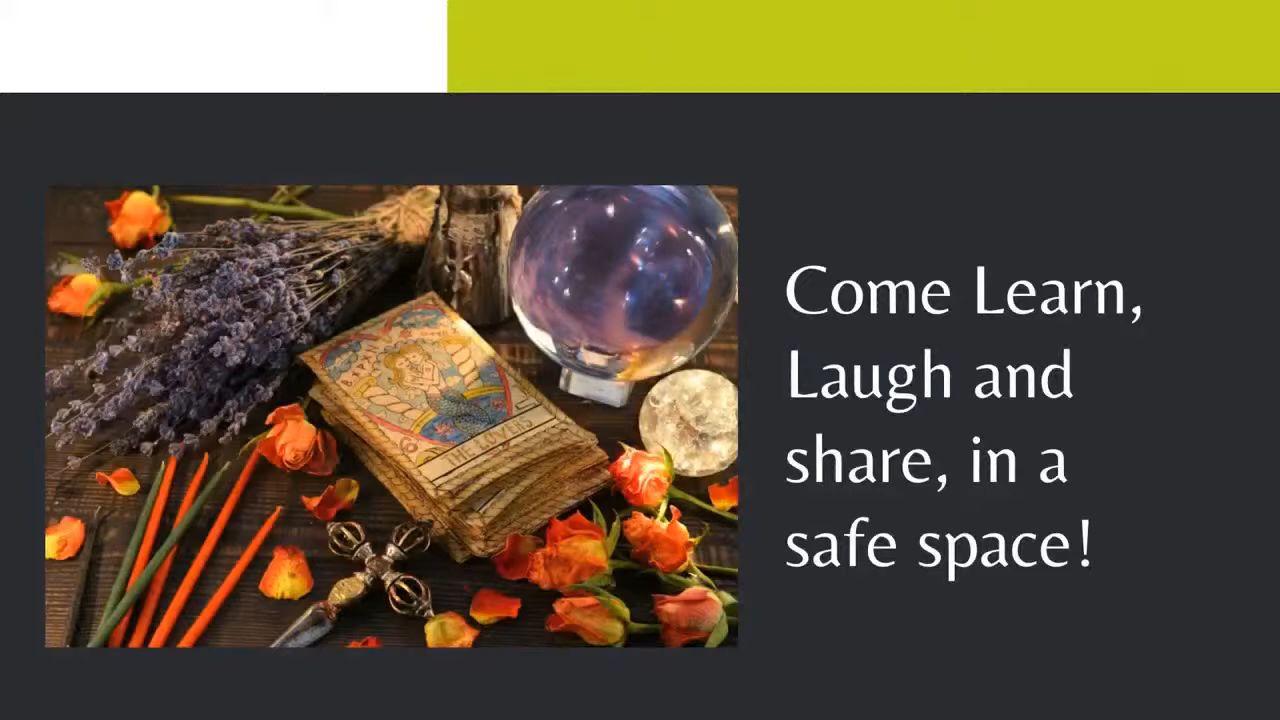 Come Learn,
Laugh and
share, in a
safe space!
THE LOVERS